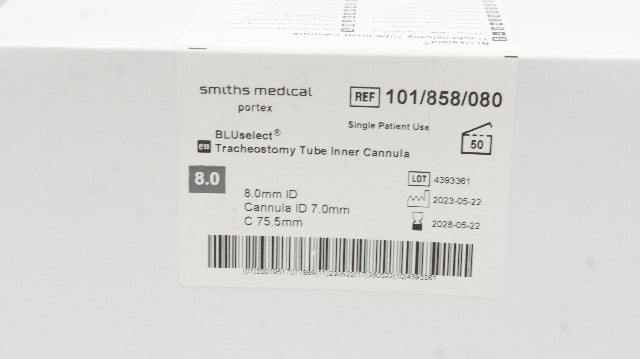 smiths medical
portex
REF 101/858/080
Single Patient Use
50
BLUselect®
en Tracheostomy Tube Inner Cannula
8.0
8.0mm ID
Cannula ID 7.0mm
C 75.5mm
LOT 4393361
2023-05-22
2028-05-22